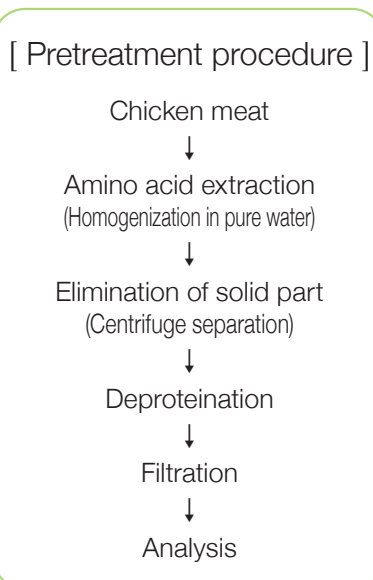 [ Pretreatment procedure ]
Chicken meat
↓
Amino acid extraction
(Homogenization in pure water)
↓
Elimination of solid part
(Centrifuge separation)
↓
Deproteination
↓
Filtration
↓
Analysis